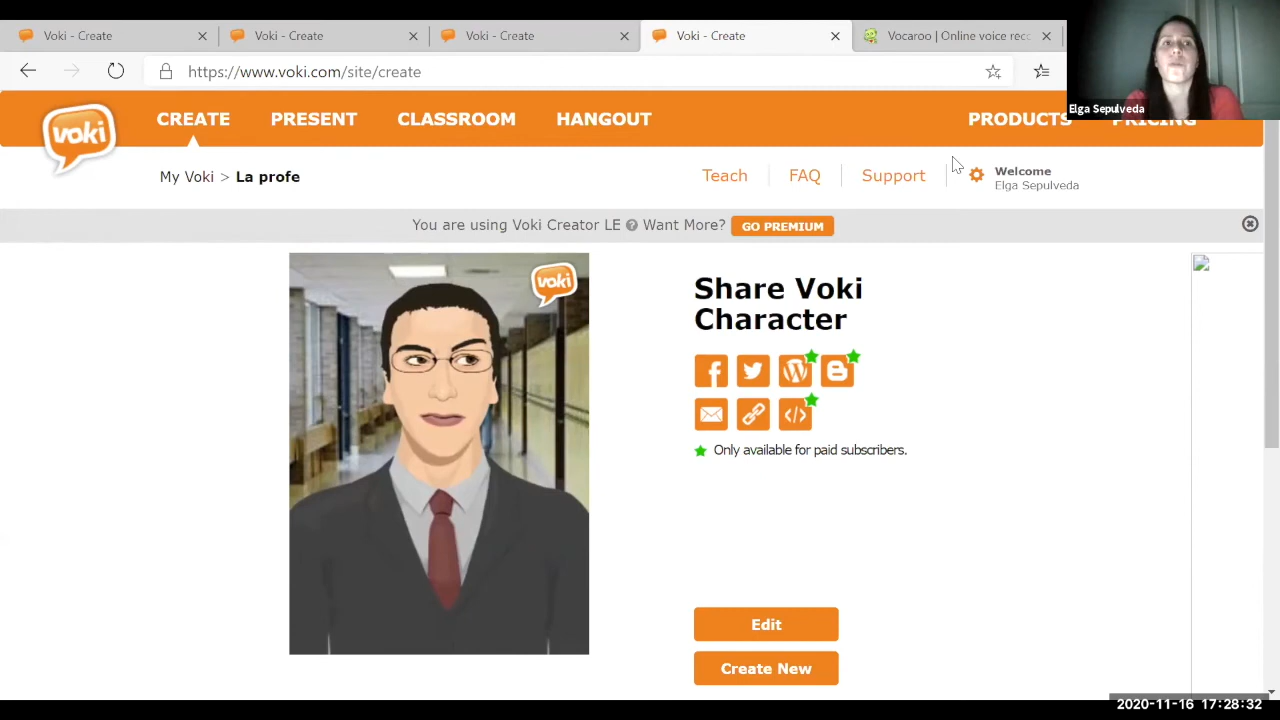 Voki - Create
Voki - Create
Voki - Create
Voki - Create
Vocaroo | Online voice reco
https://www.voki.com/site/create
Elga Sepulveda
voki
CREATE
PRESENT
CLASSROOM
HANGOUT
PRODUCTS
PRICING
My Voki > La profe
Teach
FAQ
Support
Welcome
Elga Sepulveda
You are using Voki Creator LE ? Want More?
GO PREMIUM
voki
Share Voki
Character
Only available for paid subscribers.
Edit
Create New
2020-11-16 17:28:32